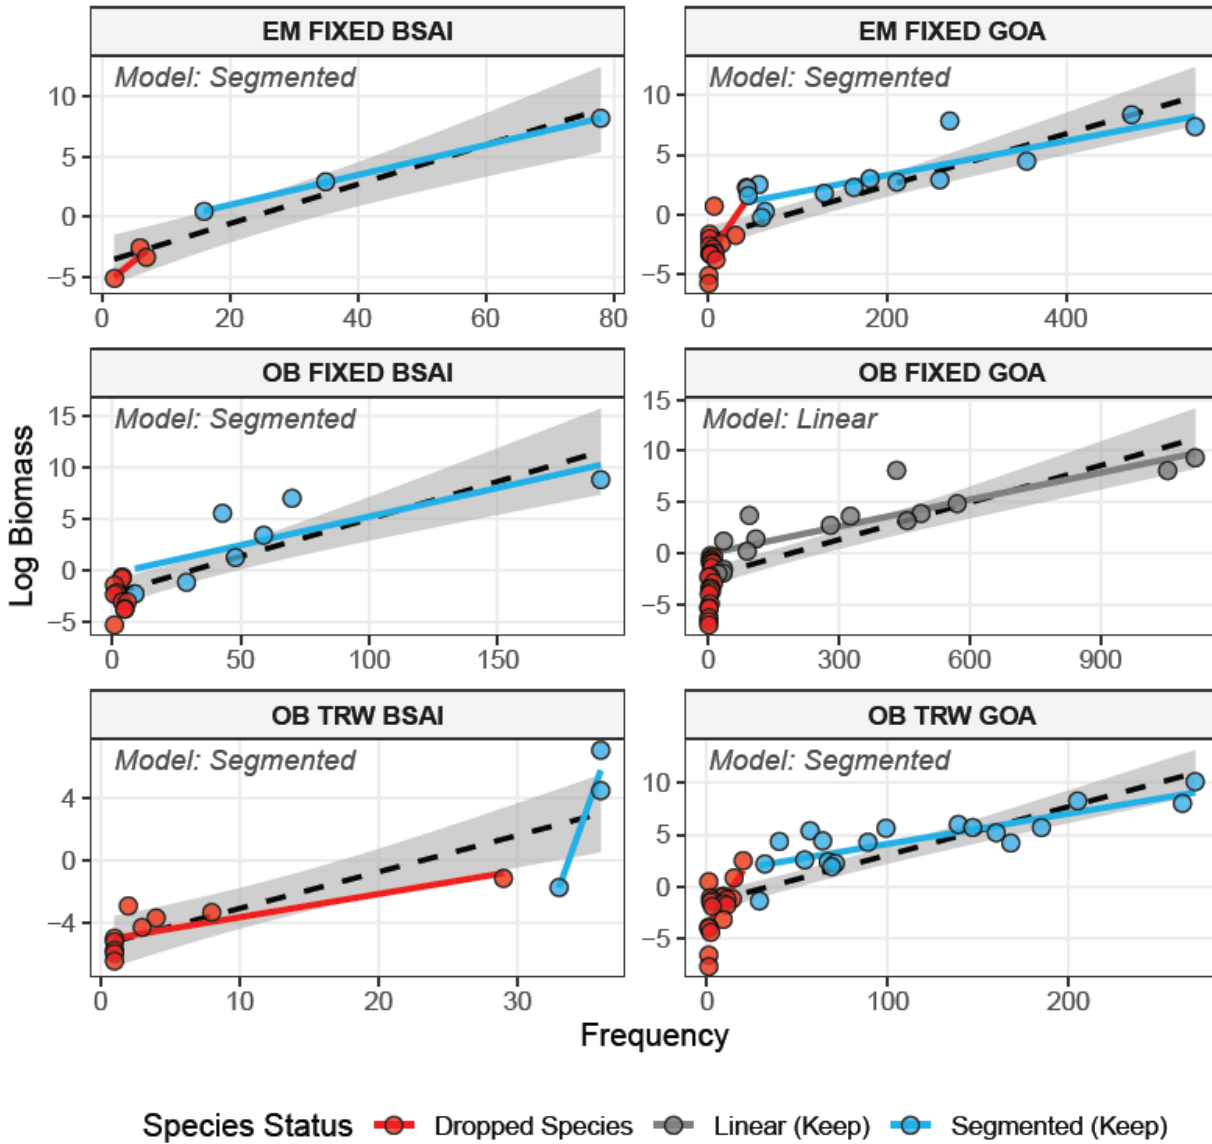 EM FIXED BSAI
EM FIXED GOA
Model: Segmented
Model: Segmented
10
5
0
−5
0 20 40 60 80
10
5
0
−5
0 200 400
OB FIXED BSAI
OB FIXED GOA
Model: Segmented
Model: Linear
15
10
5
0
−5
0 50 100 150
15
10
5
0
−5
0 300 600 900
Log Biomass
OB TRW BSAI
OB TRW GOA
Model: Segmented
Model: Segmented
4
0
−4
0 10 20 30
10
5
0
−5
0 100 200
Frequency
Species Status Dropped Species Linear (Keep) Segmented (Keep)